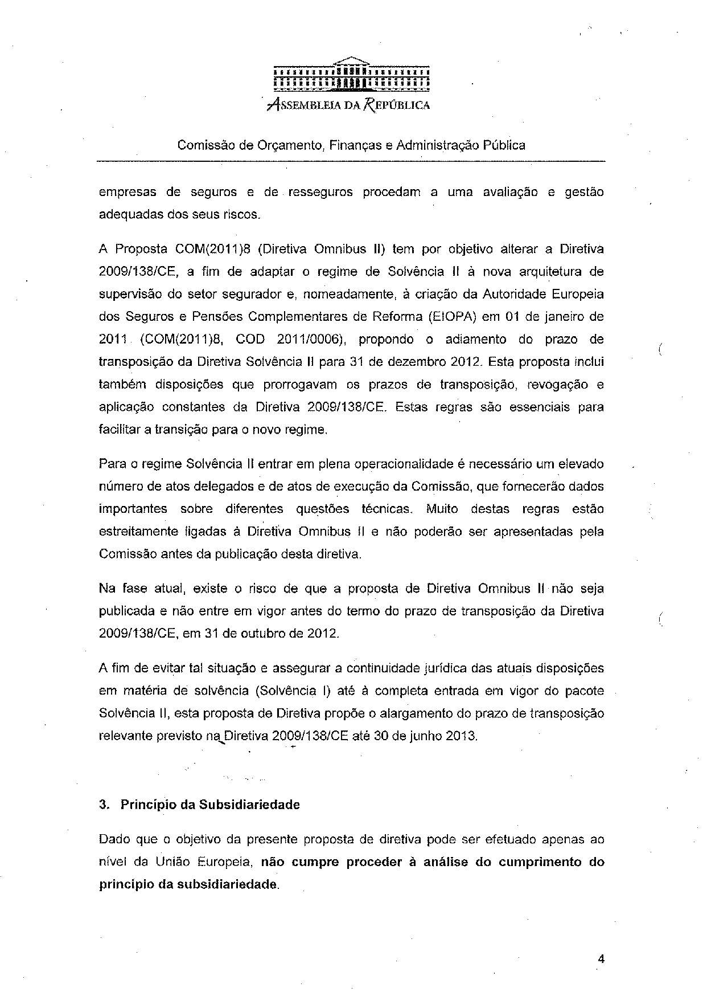 ASSEMBLEIA DA REPÚBLICA
Comissão de Orçamento, Finanças e Administração Pública
empresas de seguros e de resseguros procedam a uma avaliação e gestão
adequadas dos seus riscos.
A Proposta COM(2011)8 (Diretiva Omnibus II) tem por objetivo alterar a Diretiva
2009/138/CE, a fim de adaptar o regime de Solvência II à nova arquitetura de
supervisão do setor segurador e, nomeadamente, à criação da Autoridade Europeia
dos Seguros e Pensões Complementares de Reforma (EIOPA) em 01 de janeiro de
2011 (COM(2011)8, COD 2011/0006), propondo o adiamento do prazo de
transposição da Diretiva Solvência II para 31 de dezembro 2012. Esta proposta inclui
também disposições que prorrogavam os prazos de transposição, revogação e
aplicação constantes da Diretiva 2009/138/CE. Estas regras são essenciais para
facilitar a transição para o novo regime.
Para o regime Solvência II entrar em plena operacionalidade é necessário um elevado
número de atos delegados e de atos de execução da Comissão, que fornecerão dados
importantes sobre diferentes questões técnicas. Muito destas regras estão
estreitamente ligadas à Diretiva Omnibus II e não poderão ser apresentadas pela
Comissão antes da publicação desta diretiva.
Na fase atual, existe o risco de que a proposta de Diretiva Omnibus II não seja
publicada e não entre em vigor antes do termo do prazo de transposição da Diretiva
2009/138/CE, em 31 de outubro de 2012.
A fim de evitar tal situação e assegurar a continuidade jurídica das atuais disposições
em matéria de solvência (Solvência I) até à completa entrada em vigor do pacote
Solvência II, esta proposta de Diretiva propõe o alargamento do prazo de transposição
relevante previsto na Diretiva 2009/138/CE até 30 de junho 2013.
3. Princípio da Subsidiariedade
Dado que o objetivo da presente proposta de diretiva pode ser efetuado apenas ao
nível da União Europeia, não cumpre proceder à análise do cumprimento do
princípio da subsidiariedade.
4